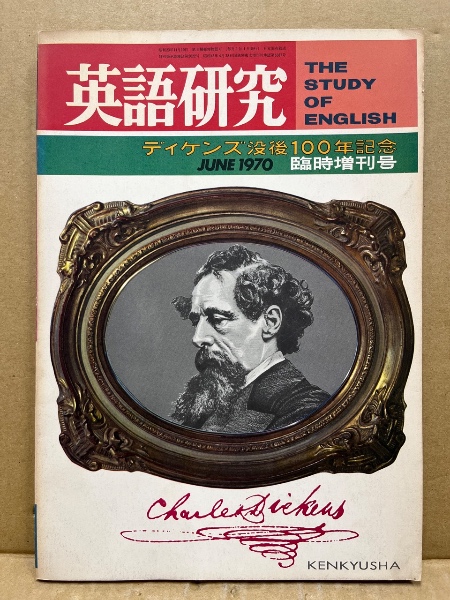 英語研究
THE
STUDY
OF
ENGLISH
ディケンズ没後100年記念
JUNE 1970 臨時増刊号
Charles Dickens
KENKYUSHA